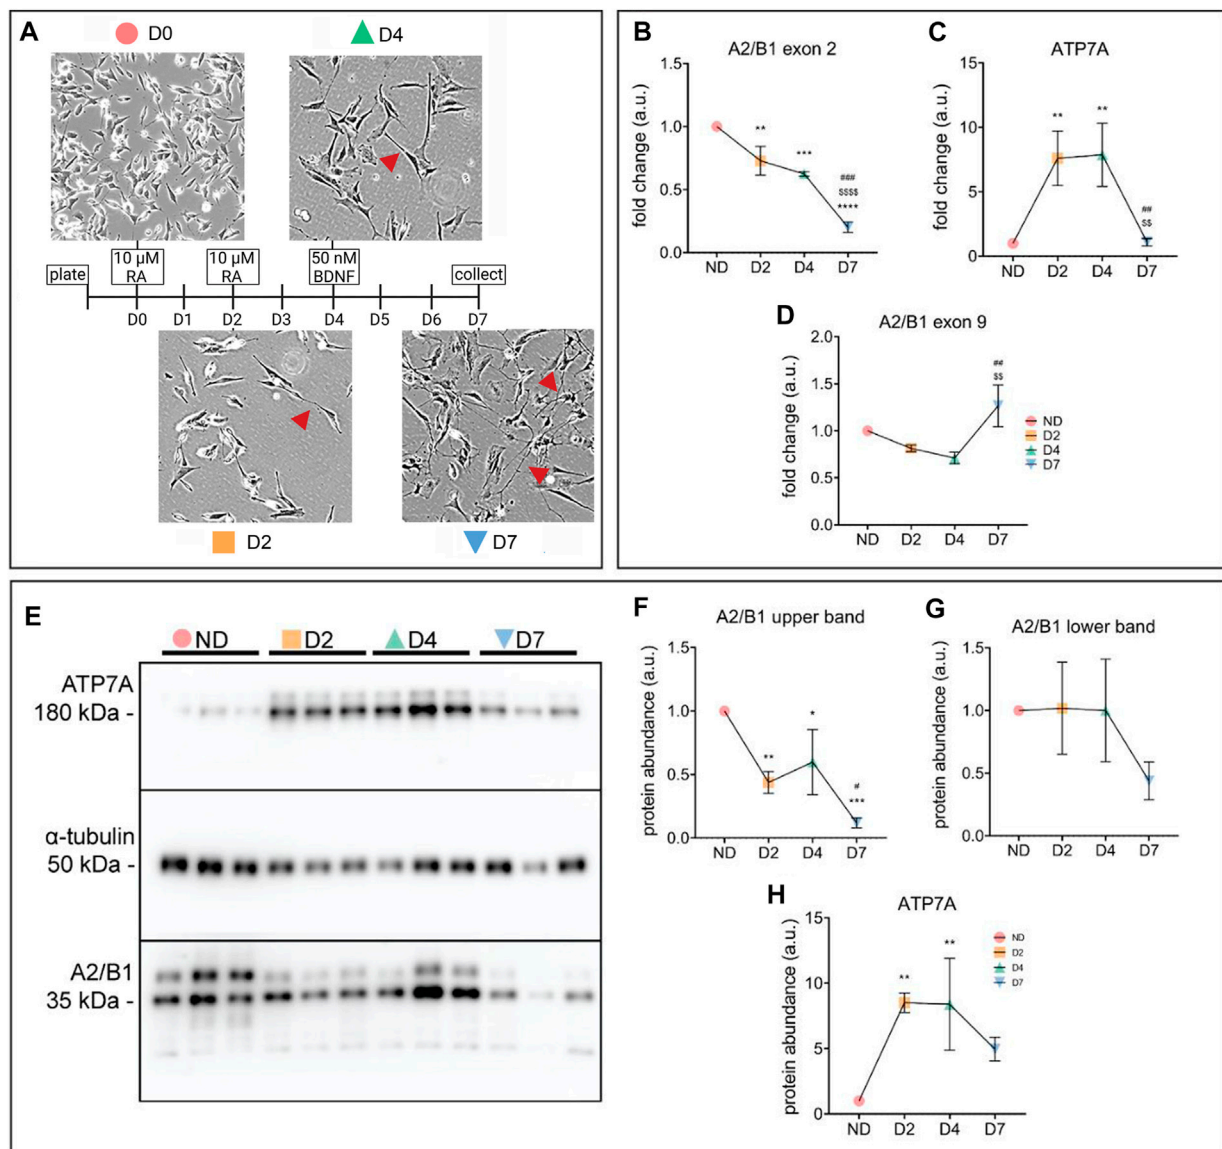 A
D0
D4
10 µM
RA
10 µM
RA
50 nM
BDNF
plate
collect
D0
D1
D2
D3
D4
D5
D6
D7
D2
D7
B
A2/B1 exon 2
fold change (a.u.)
1.5
1.0
0.5
0.0
**
***
###
$$$$
****
ND
D2
D4
D7
C
ATP7A
fold change (a.u.)
15
10
5
0
**
**
##
$$
ND
D2
D4
D7
D
A2/B1 exon 9
fold change (a.u.)
2.0
1.5
1.0
0.5
0.0
##
$$
ND
D2
D4
D7
ND
D2
D4
D7
E
ND
D2
D4
D7
ATP7A
180 kDa -
α-tubulin
50 kDa -
A2/B1
35 kDa -
F
A2/B1 upper band
protein abundance (a.u.)
1.5
1.0
0.5
0.0
**
*
#
***
ND
D2
D4
D7
G
A2/B1 lower band
protein abundance (a.u.)
1.5
1.0
0.5
0.0
ND
D2
D4
D7
H
ATP7A
protein abundance (a.u.)
15
10
5
0
**
**
ND
D2
D4
D7
ND
D2
D4
D7